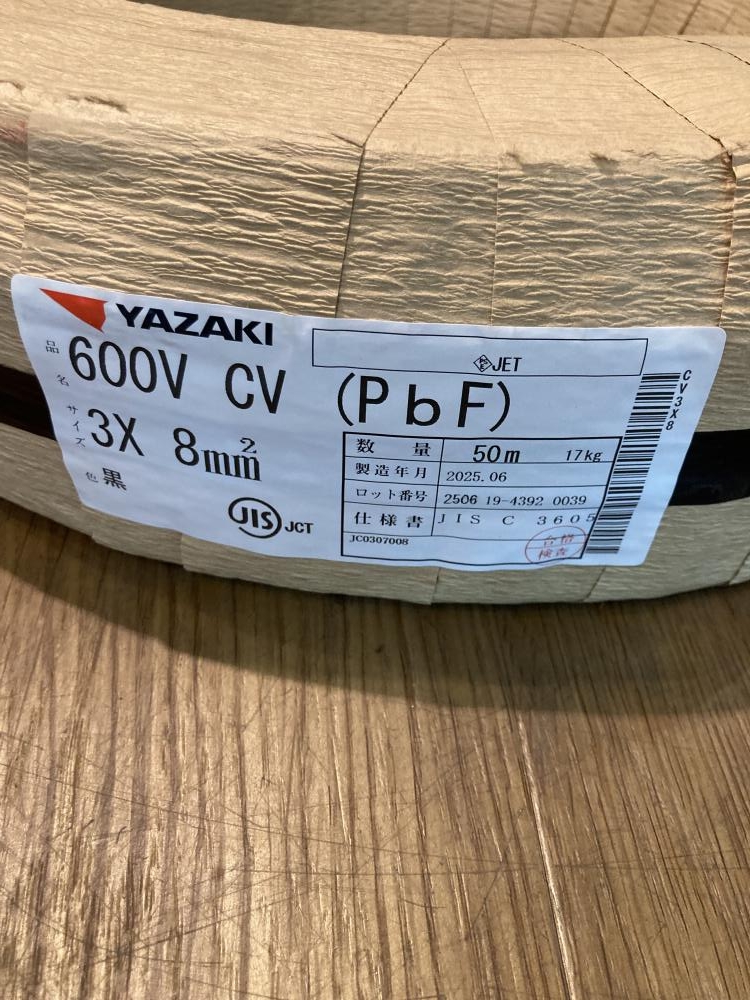 YAZAKI
PSE JET
品名 600V CV (PbF)
サイズ 3X 8mm²
色 黒
JIS JCT
数量 50m 17kg
製造年月 2025.06
ロット番号 2506 19-4392 0039
仕様書 JIS C 3605
JC0307008
合格
検査
CV3X8